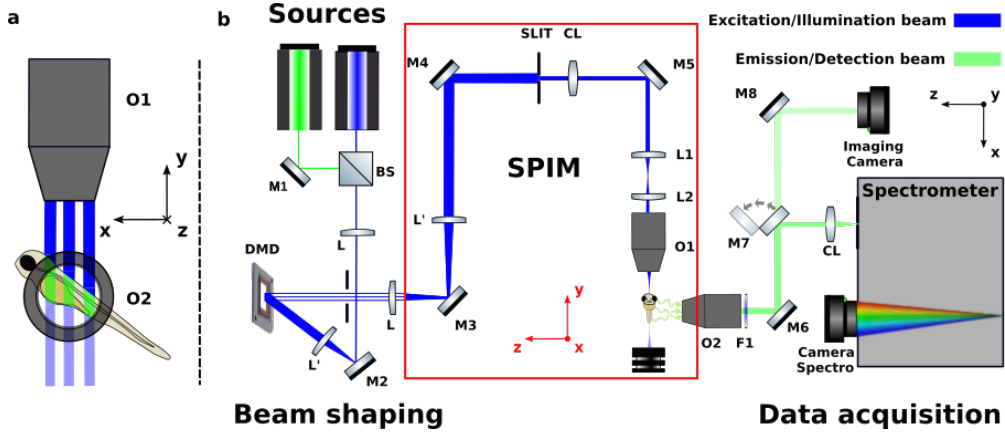 a
O1
y
x
z
O2
b
Sources
M1
BS
L
DMD
L
L'
M2
M3
L'
Beam shaping
M4
SLIT
CL
M5
SPIM
L1
L2
O1
y
z
x
O2
F1
M6
Excitation/Illumination beam
Emission/Detection beam
M8
Imaging
Camera
z
y
x
M7
CL
Spectrometer
Camera
Spectro
Data acquisition